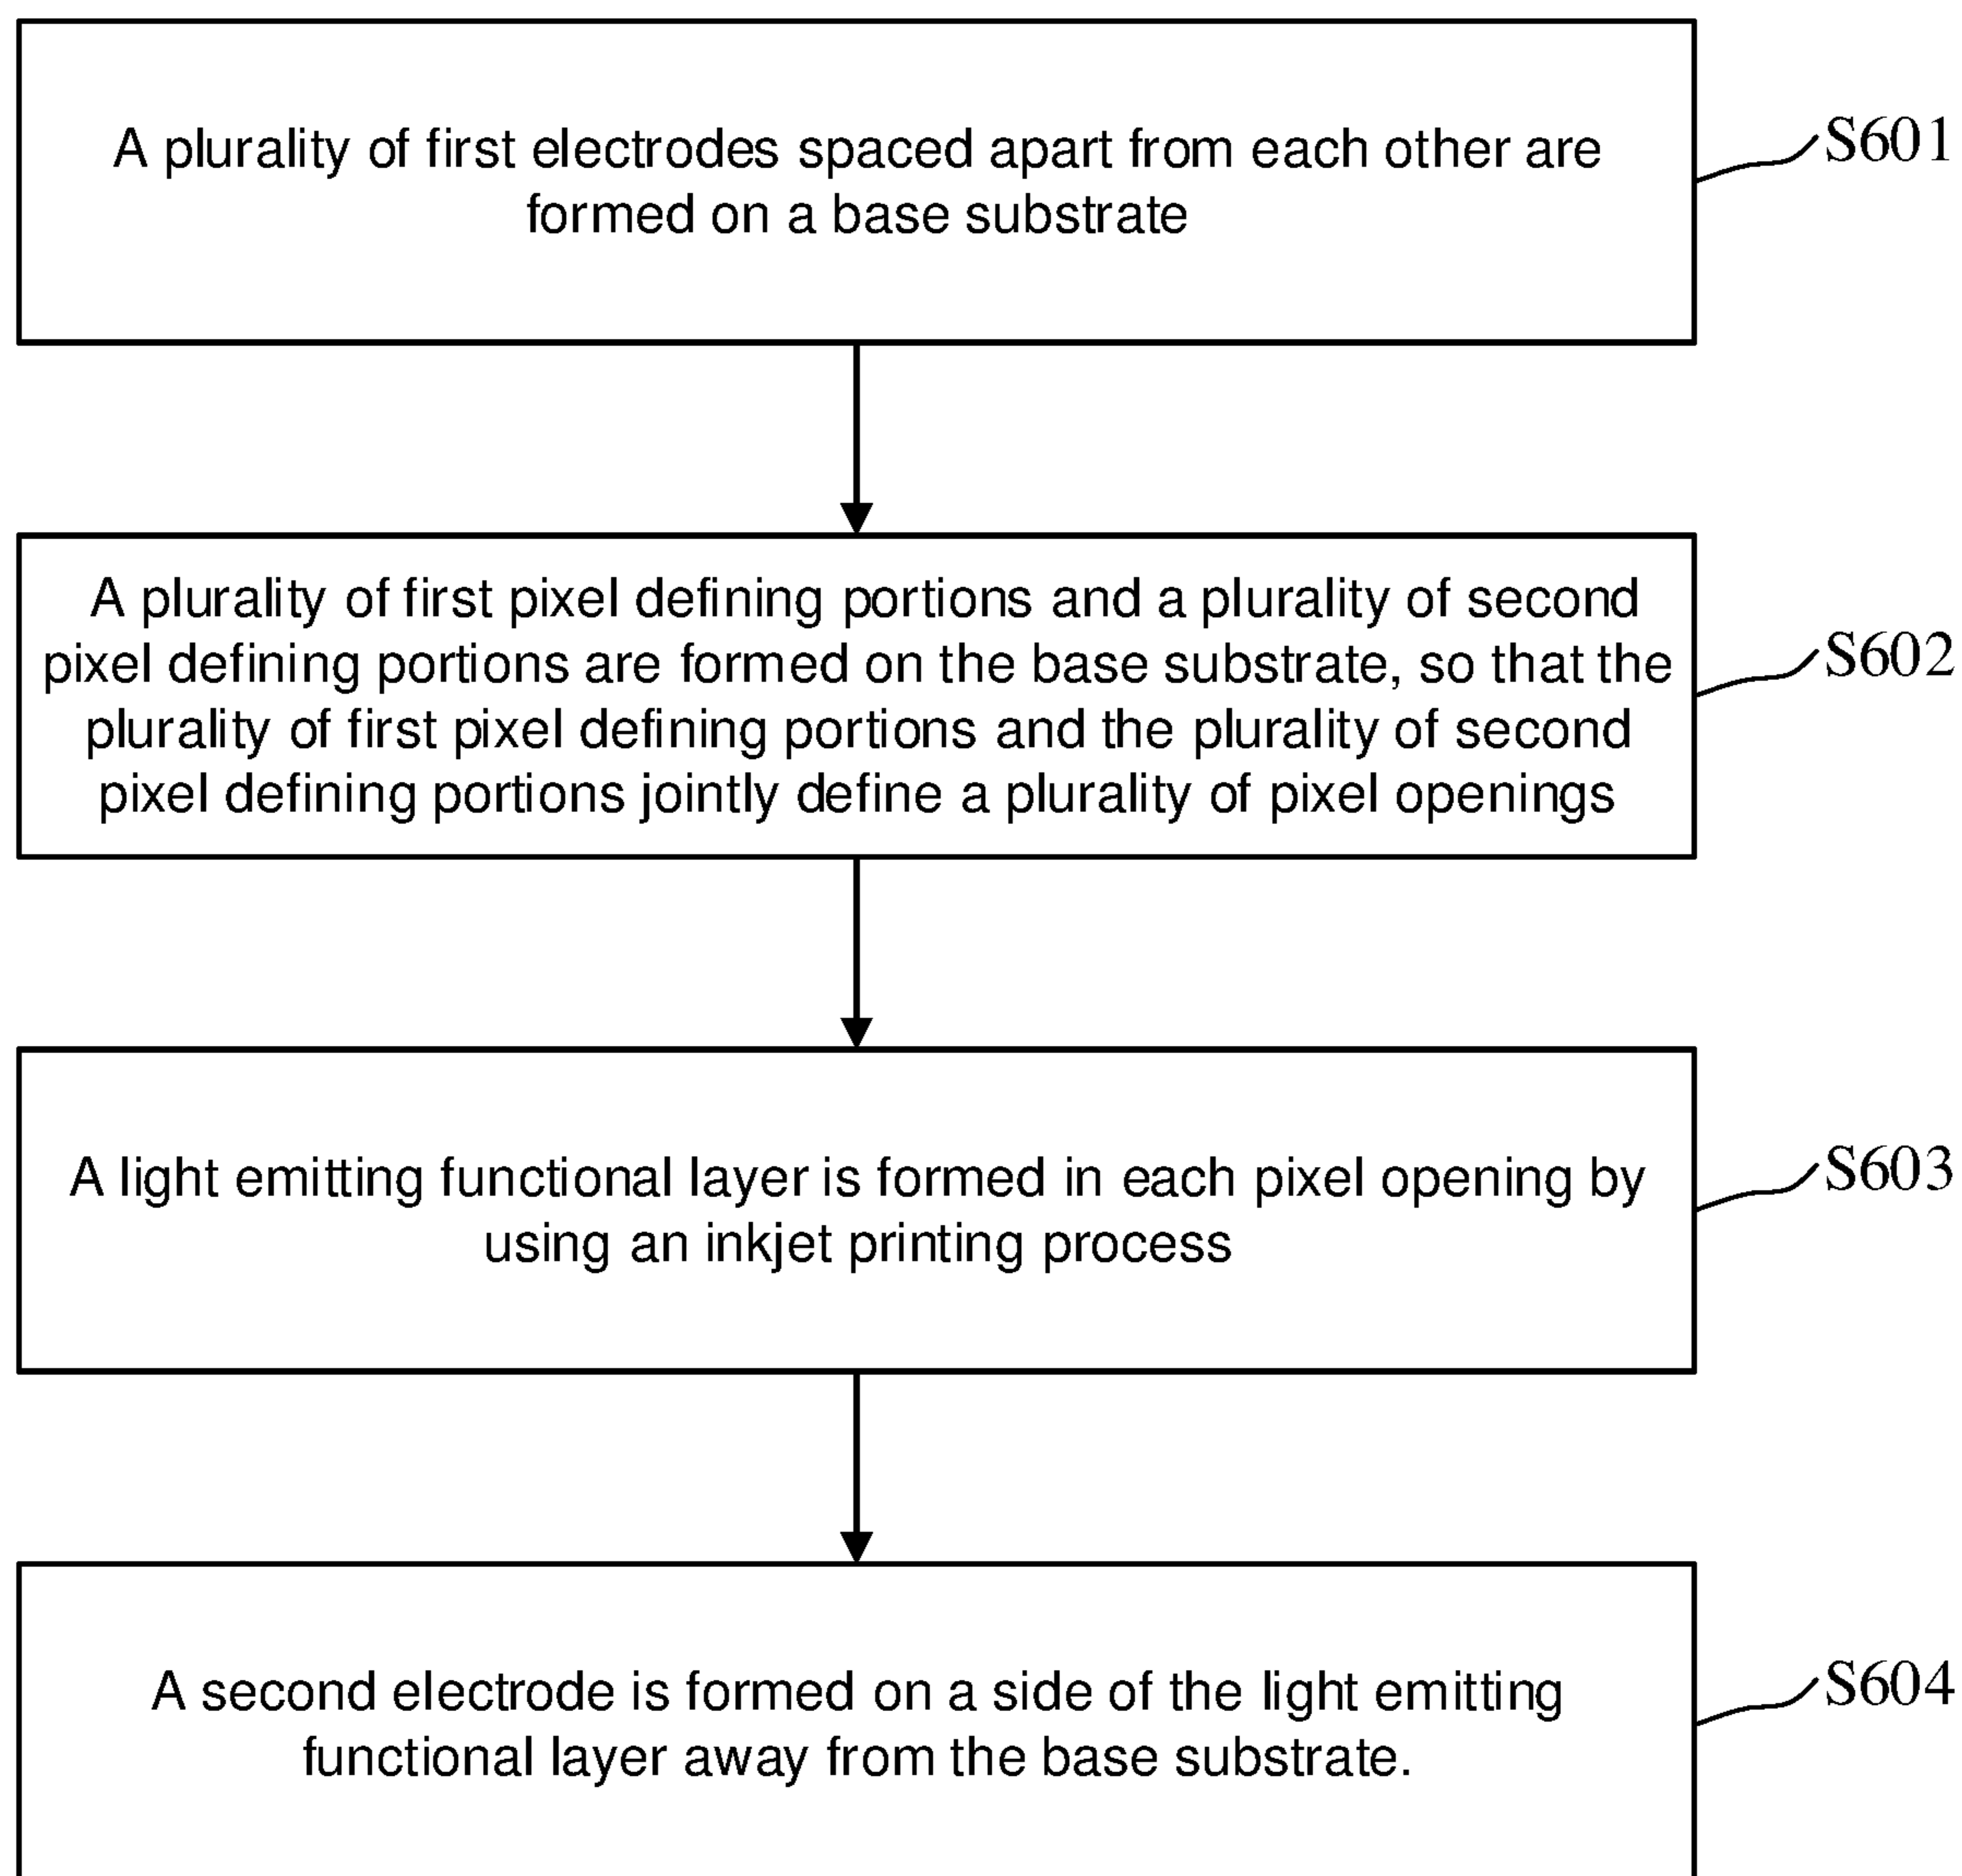 A plurality of first electrodes spaced apart from each other are
formed on a base substrate
S601
A plurality of first pixel defining portions and a plurality of second
pixel defining portions are formed on the base substrate, so that the
plurality of first pixel defining portions and the plurality of second
pixel defining portions jointly define a plurality of pixel openings
S602
A light emitting functional layer is formed in each pixel opening by
using an inkjet printing process
S603
A second electrode is formed on a side of the light emitting
functional layer away from the base substrate.
S604